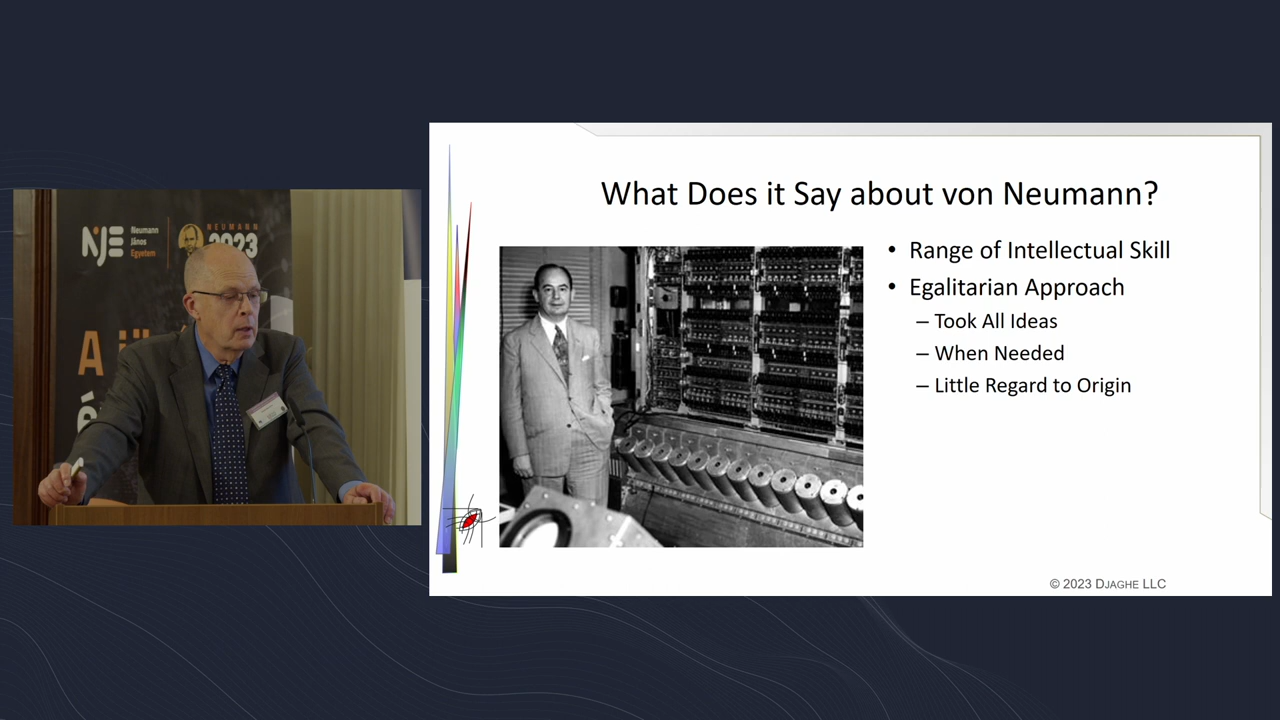 NJE
Neumann
János
Egyetem
NEUMANN
2023
What Does it Say about von Neumann?
• Range of Intellectual Skill
• Egalitarian Approach
– Took All Ideas
– When Needed
– Little Regard to Origin
© 2023 DJAGHE LLC